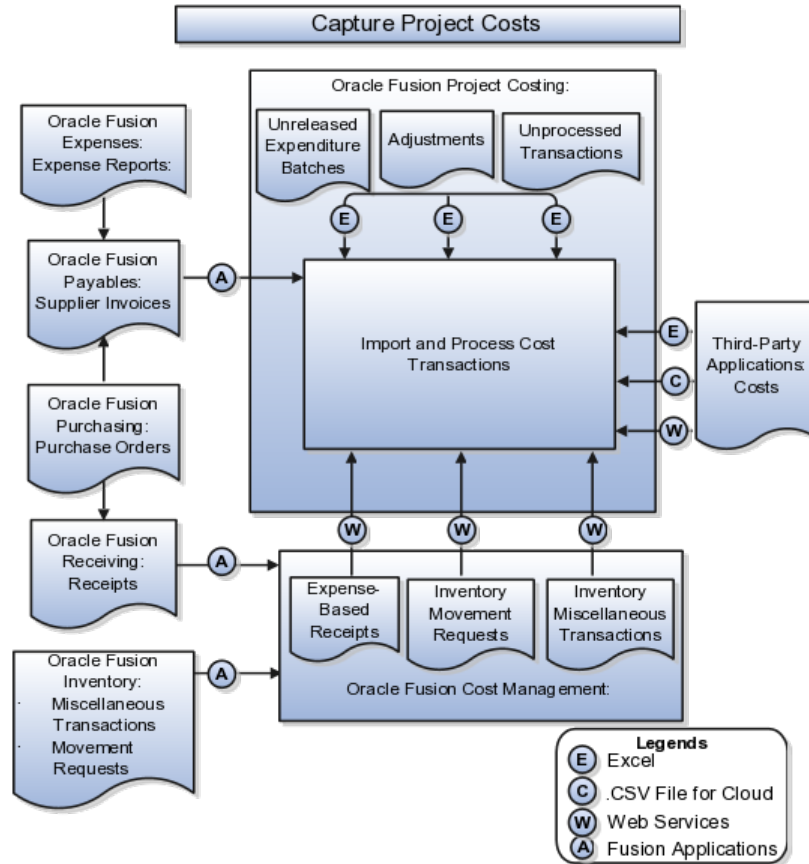 Capture Project Costs
Oracle Fusion Project Costing:
Unreleased
Expenditure
Batches
Adjustments
Unprocessed
Transactions
E
E
E
Oracle Fusion
Expenses:
Expense Reports:
Oracle Fusion
Payables:
Supplier Invoices
A
Import and Process Cost
Transactions
E
C
W
Third-Party
Applications:
Costs
Oracle Fusion
Purchasing:
Purchase Orders
Oracle Fusion
Receiving:
Receipts
A
W
W
W
Expense-
Based
Receipts
Inventory
Movement
Requests
Inventory
Miscellaneous
Transactions
Oracle Fusion Cost Management:
Oracle Fusion
Inventory:
· Miscellaneous
Transactions
· Movement
Requests
A
Legends
E Excel
C .CSV File for Cloud
W Web Services
A Fusion Applications